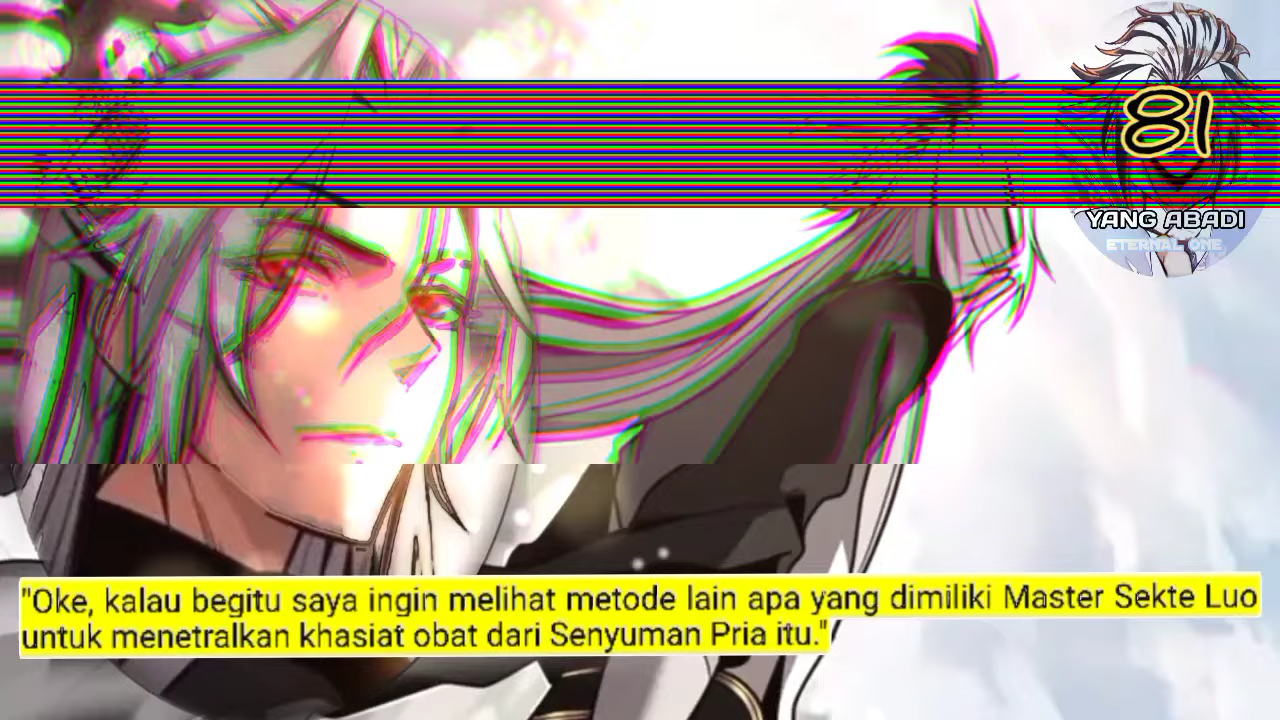 81
YANG ABADI
ETERNAL ONE
"Oke, kalau begitu saya ingin melihat metode lain apa yang dimiliki Master Sekte Luo
untuk menetralkan khasiat obat dari Senyuman Pria itu."